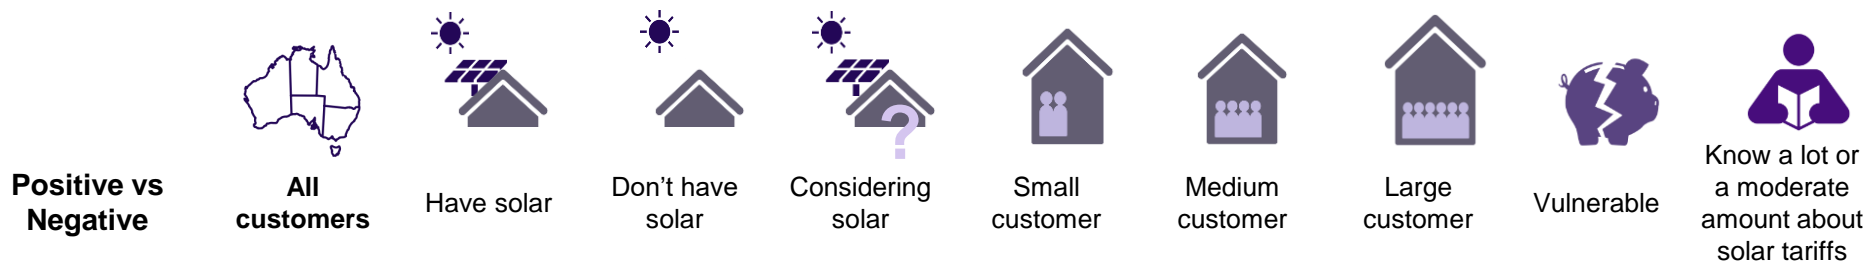 Positive vs
Negative
All
customers
Have solar
Don’t have
solar
?
Considering
solar
Small
customer
Medium
customer
Large
customer
Vulnerable
Know a lot or
a moderate
amount about
solar tariffs